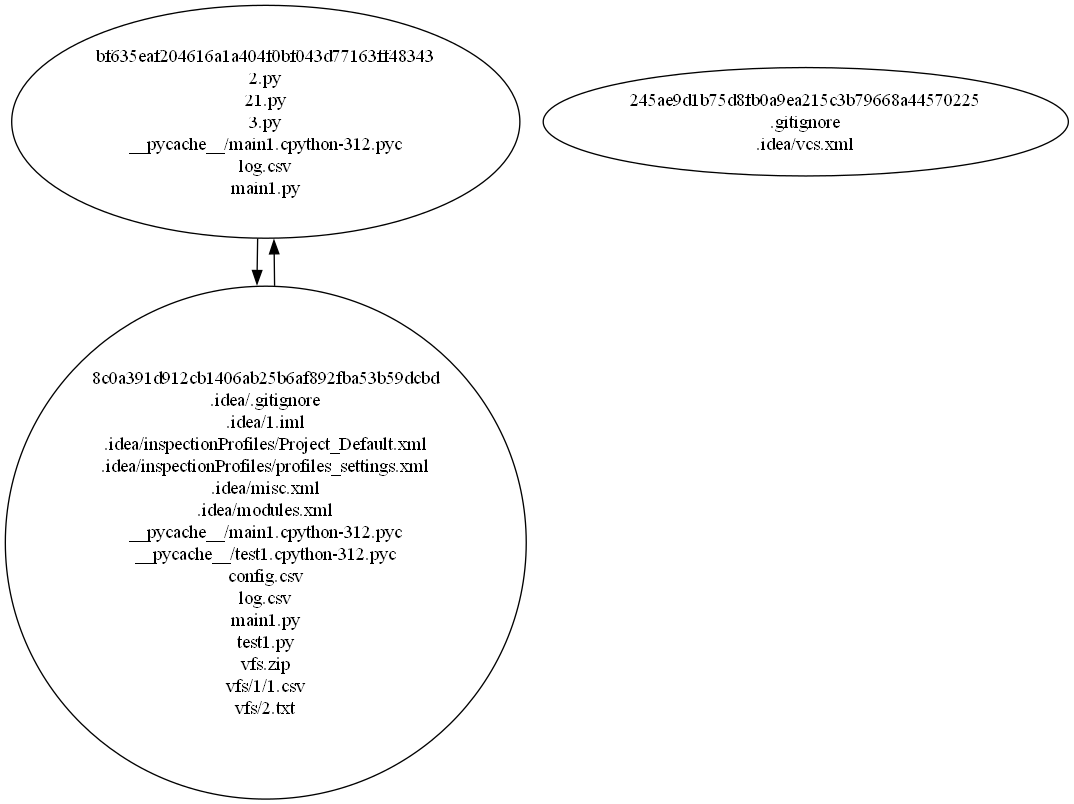 bf635eaf204616a1a404f0bf043d77163ff48343
2.py
21.py
3.py
__pycache__/main1.cpython-312.pyc
log.csv
main1.py
245ae9d1b75d8fb0a9ea215c3b79668a44570225
.gitignore
.idea/vcs.xml
8c0a391d912cb1406ab25b6af892fba53b59dcbd
.idea/.gitignore
.idea/1.iml
.idea/inspectionProfiles/Project_Default.xml
.idea/inspectionProfiles/profiles_settings.xml
.idea/misc.xml
.idea/modules.xml
__pycache__/main1.cpython-312.pyc
__pycache__/test1.cpython-312.pyc
config.csv
log.csv
main1.py
test1.py
vfs.zip
vfs/1/1.csv
vfs/2.txt